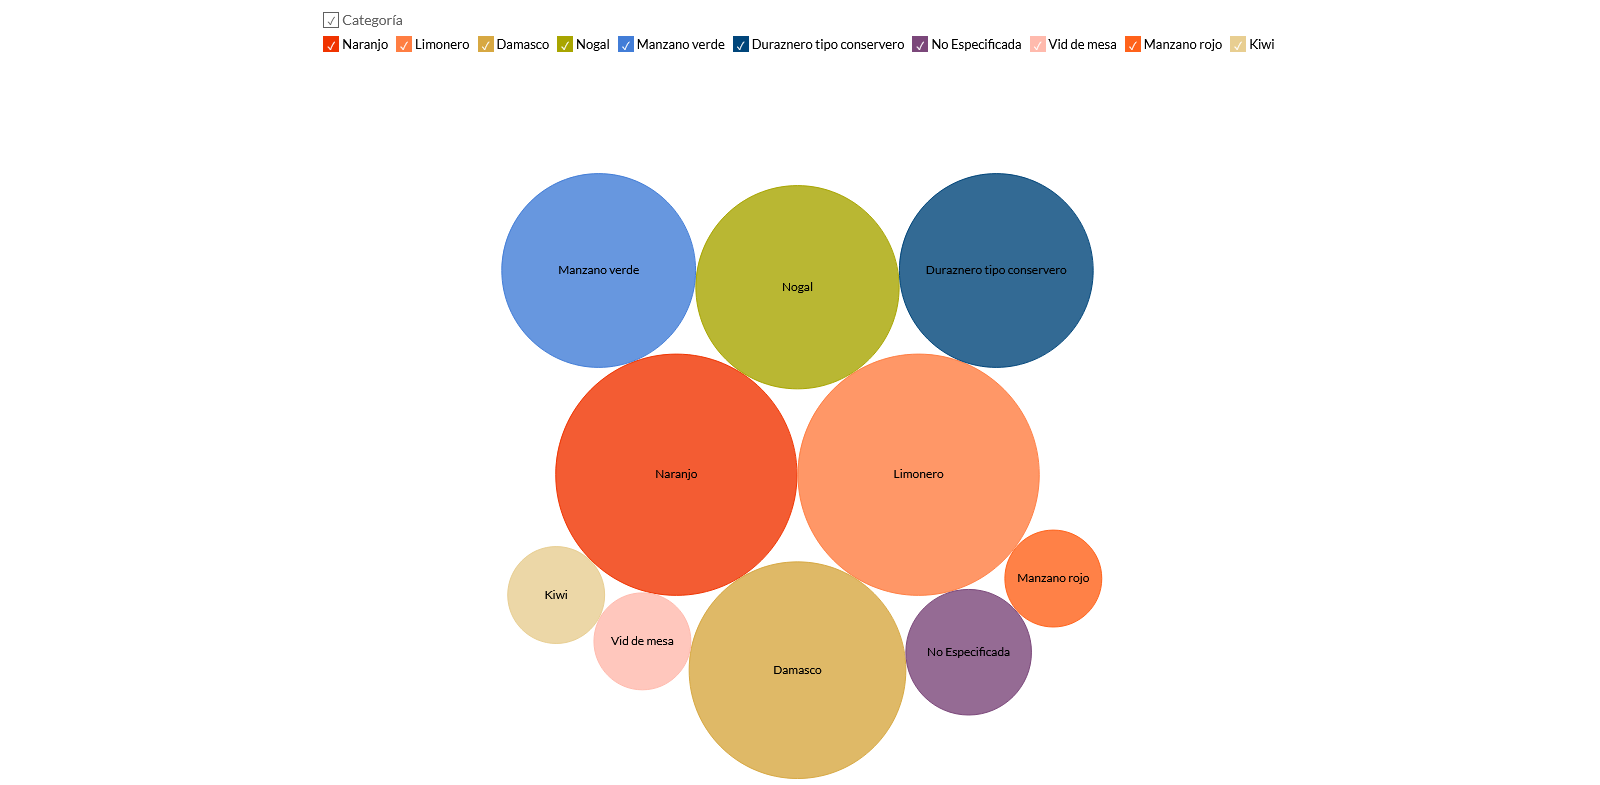 Categoría
Naranjo Limonero Damasco Nogal Manzano verde Duraznero tipo conservero No Especificada Vid de mesa Manzano rojo Kiwi
Manzano verde
Nogal
Duraznero tipo conservero
Naranjo
Limonero
Manzano rojo
Kiwi
Vid de mesa
No Especificada
Damasco